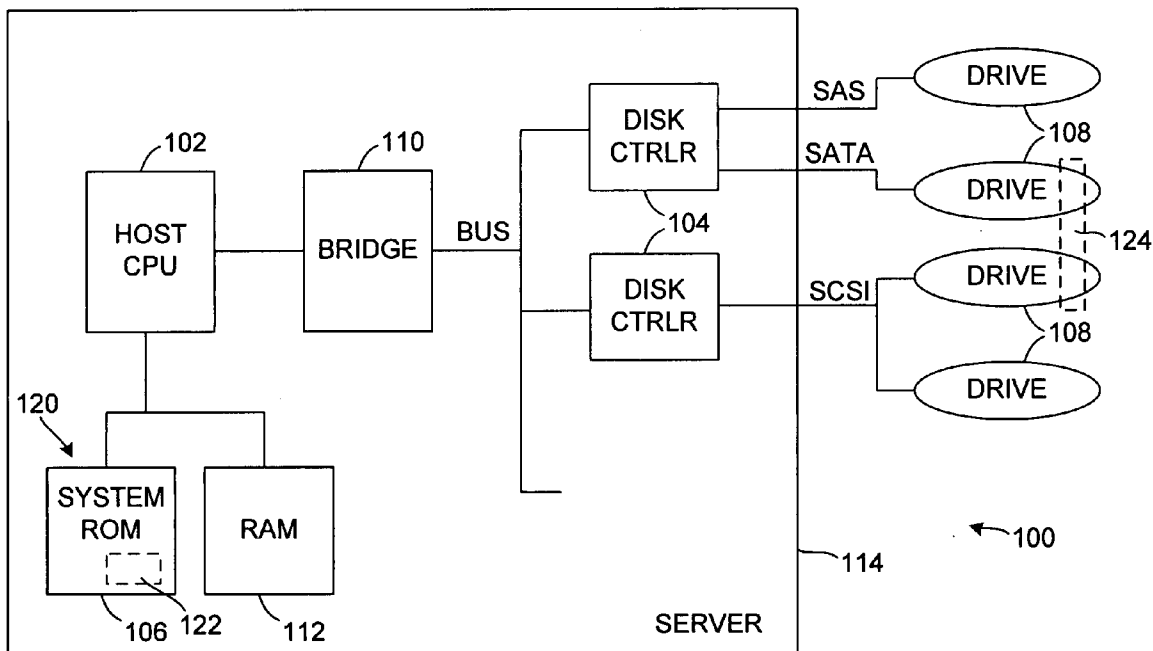 SAS
DRIVE
108
DISK
CTRLR
SATA
DRIVE
102
110
104
124
HOST
CPU
BRIDGE
BUS
DISK
CTRLR
SCSI
DRIVE
108
DRIVE
120
SYSTEM
ROM
RAM
100
114
106
122
112
SERVER